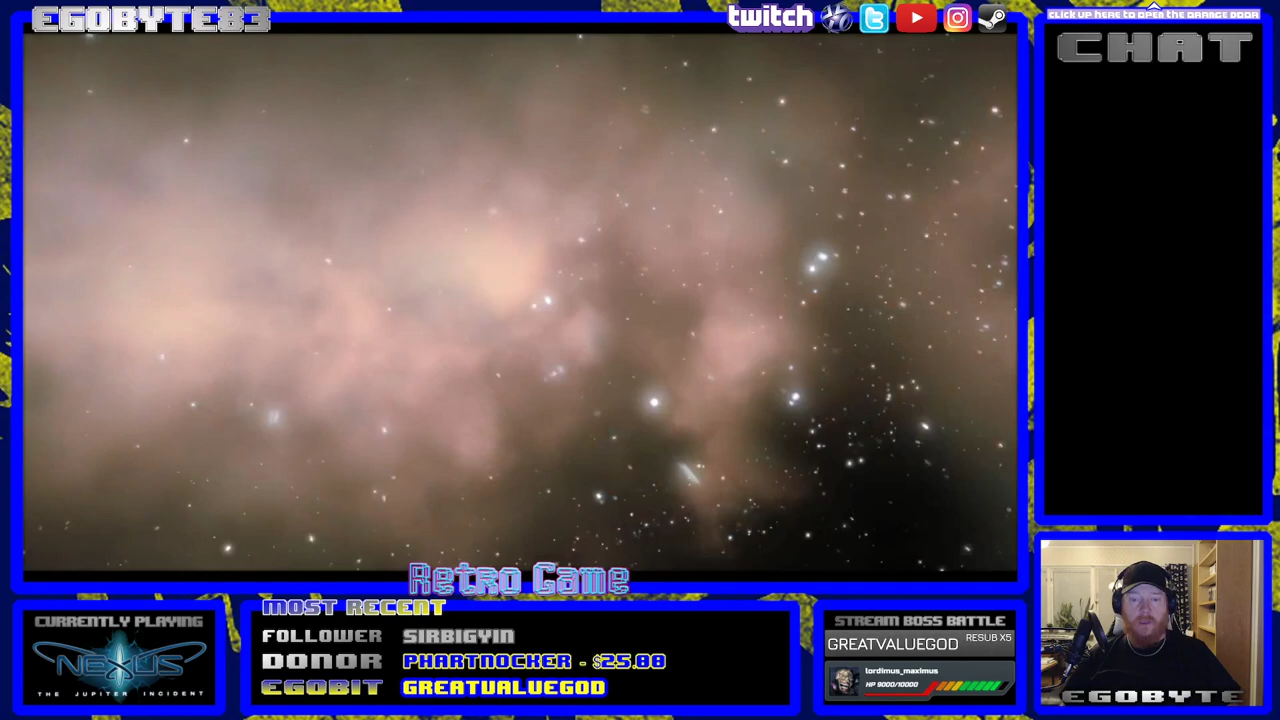 EGOBYTE83
twitch
CLICK UP HERE TO OPEN THE ORANGE DOOR
CHAT
Retro Game
CURRENTLY PLAYING
NEXUS
THE JUPITER INCIDENT
MOST RECENT
FOLLOWER SIRBIGYIN
DONOR PHARTNOCKER - $25.00
EGOBIT GREATVALUEGOD
STREAM BOSS BATTLE
GREATVALUEGOD RESUB X5
lordimus_maximus
HP 9000/10000
EGOBYTE